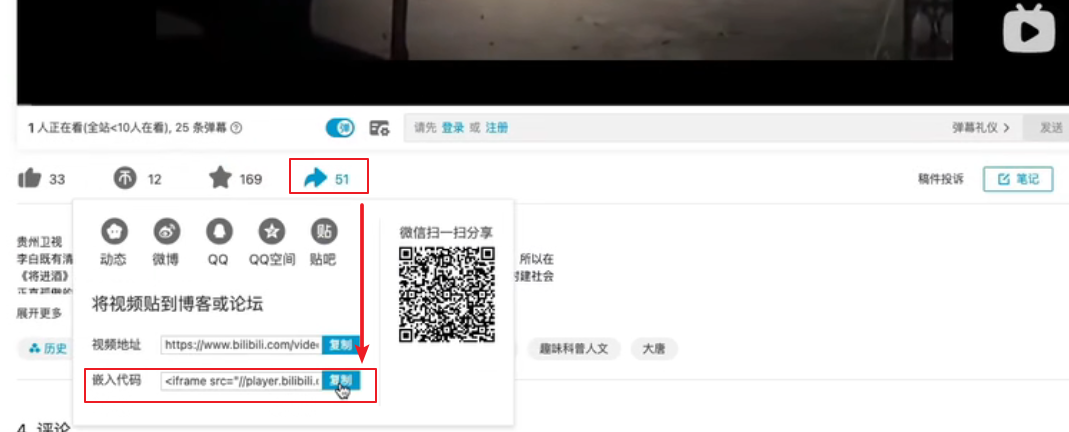 1人正在看(全站<10人在看), 25 条弹幕
弹
请先 登录 或 注册
弹幕礼仪 >
发送
33
12
169
51
稿件投诉
笔记
贵州卫视
李白既有清
《将进酒》
展开更多
历史
动态
微博
QQ
QQ空间
贴
贴吧
将视频贴到博客或论坛
视频地址
https://www.bilibili.com/vide
复制
嵌入代码
<iframe src="//player.bilibili.c
复制
微信扫一扫分享
所以在
封建社会
趣味科普人文
大唐
4 评论